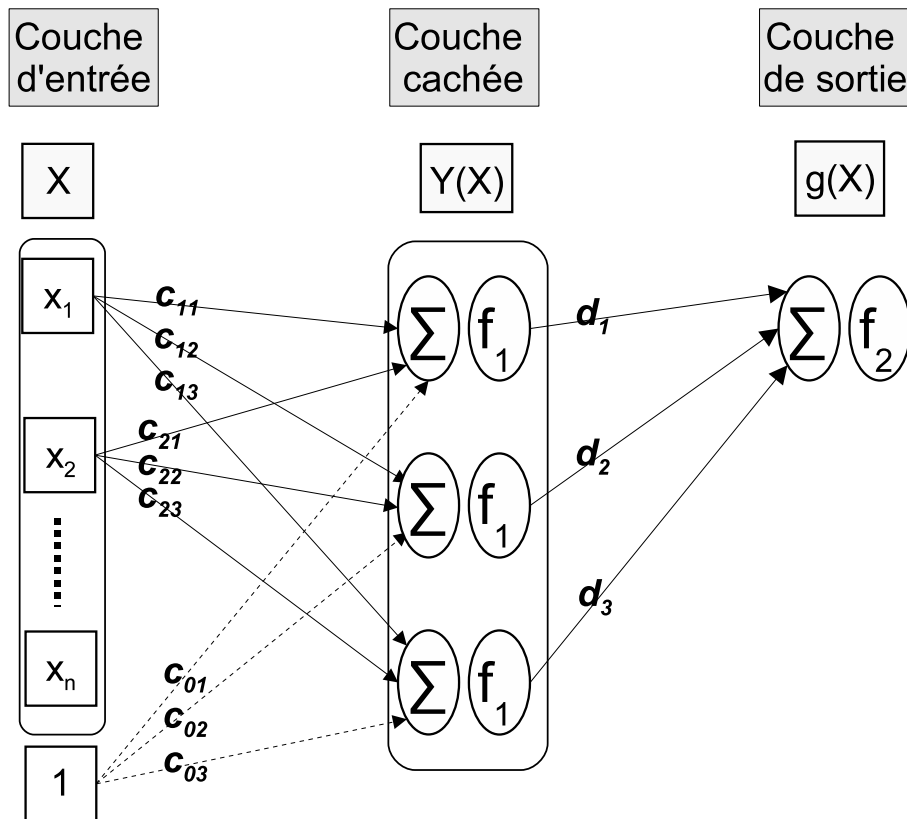 Couche
d'entrée
Couche
cachée
Couche
de sortie
X
Y(X)
g(X)
x1
x2
xn
1
c11
c12
c13
c21
c22
c23
c01
c02
c03
∑ f1
∑ f1
∑ f1
d1
d2
d3
∑ f2